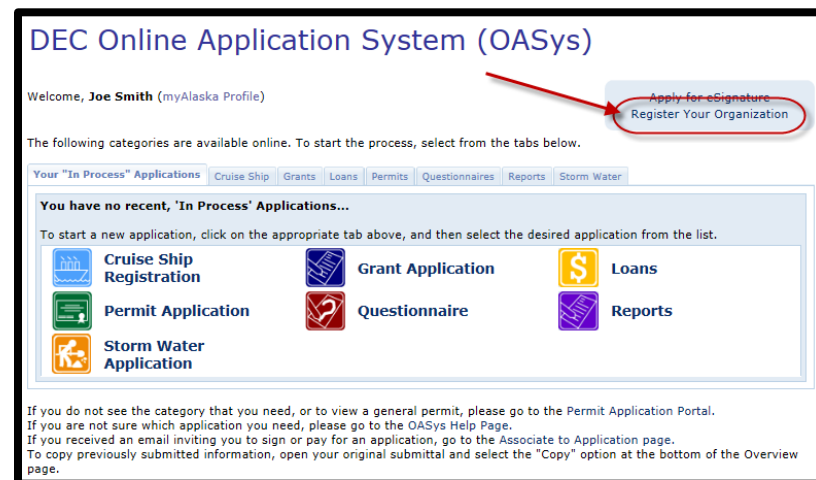 DEC Online Application System (OASys)
Welcome, Joe Smith (myAlaska Profile)
Apply for eSignature
Register Your Organization
The following categories are available online. To start the process, select from the tabs below.
Your "In Process" Applications Cruise Ship Grants Loans Permits Questionnaires Reports Storm Water
You have no recent, 'In Process' Applications...
To start a new application, click on the appropriate tab above, and then select the desired application from the list.
Cruise Ship
Registration
Grant Application
Loans
Permit Application
Questionnaire
Reports
Storm Water
Application
If you do not see the category that you need, or to view a general permit, please go to the Permit Application Portal.
If you are not sure which application you need, please go to the OASys Help Page.
If you received an email inviting you to sign or pay for an application, go to the Associate to Application page.
To copy previously submitted information, open your original submittal and select the "Copy" option at the bottom of the Overview
page.